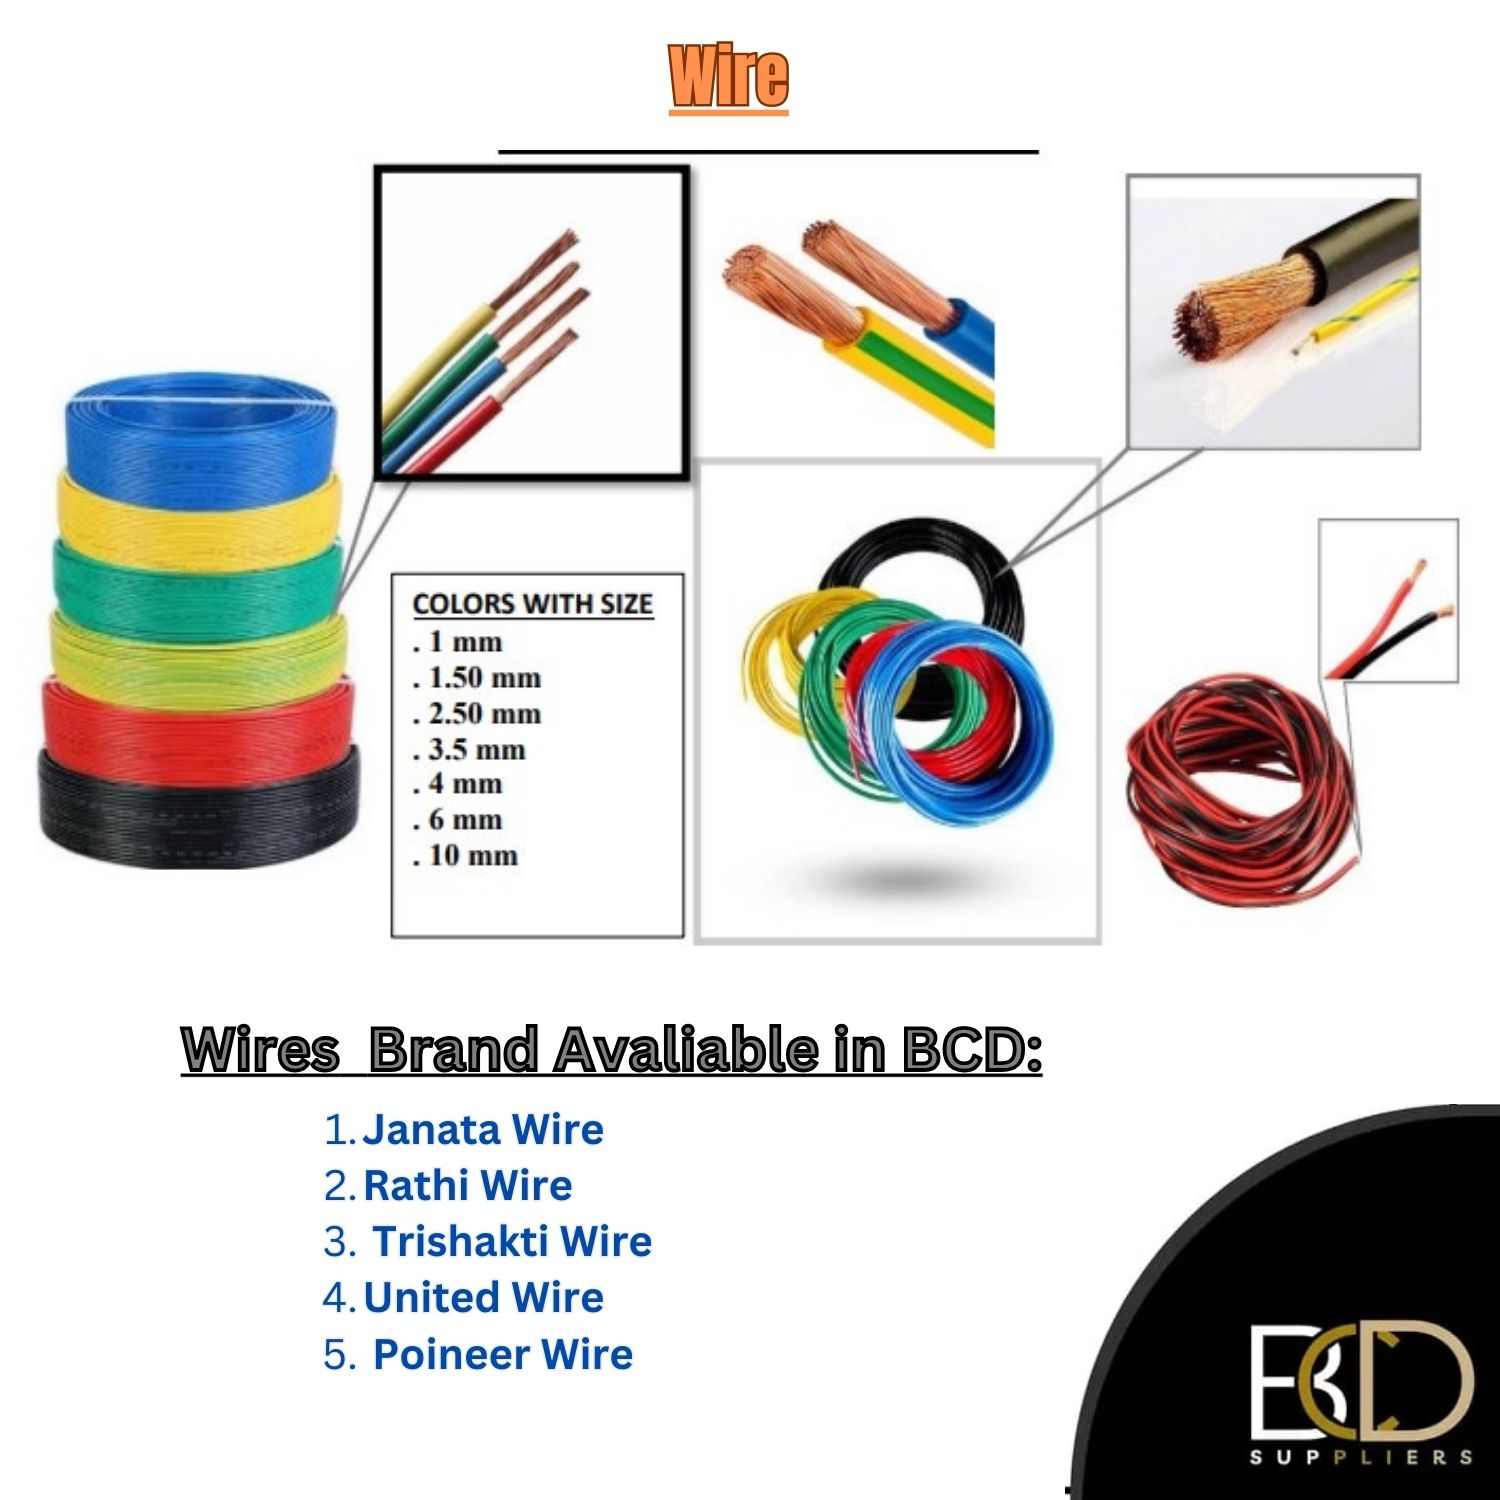 Wire
COLORS WITH SIZE
. 1 mm
. 1.50 mm
. 2.50 mm
. 3.5 mm
. 4 mm
. 6 mm
. 10 mm
Wires Brand Avaliable in BCD:
1. Janata Wire
2. Rathi Wire
3. Trishakti Wire
4. United Wire
5. Poineer Wire
BCD
SUPPLIERS